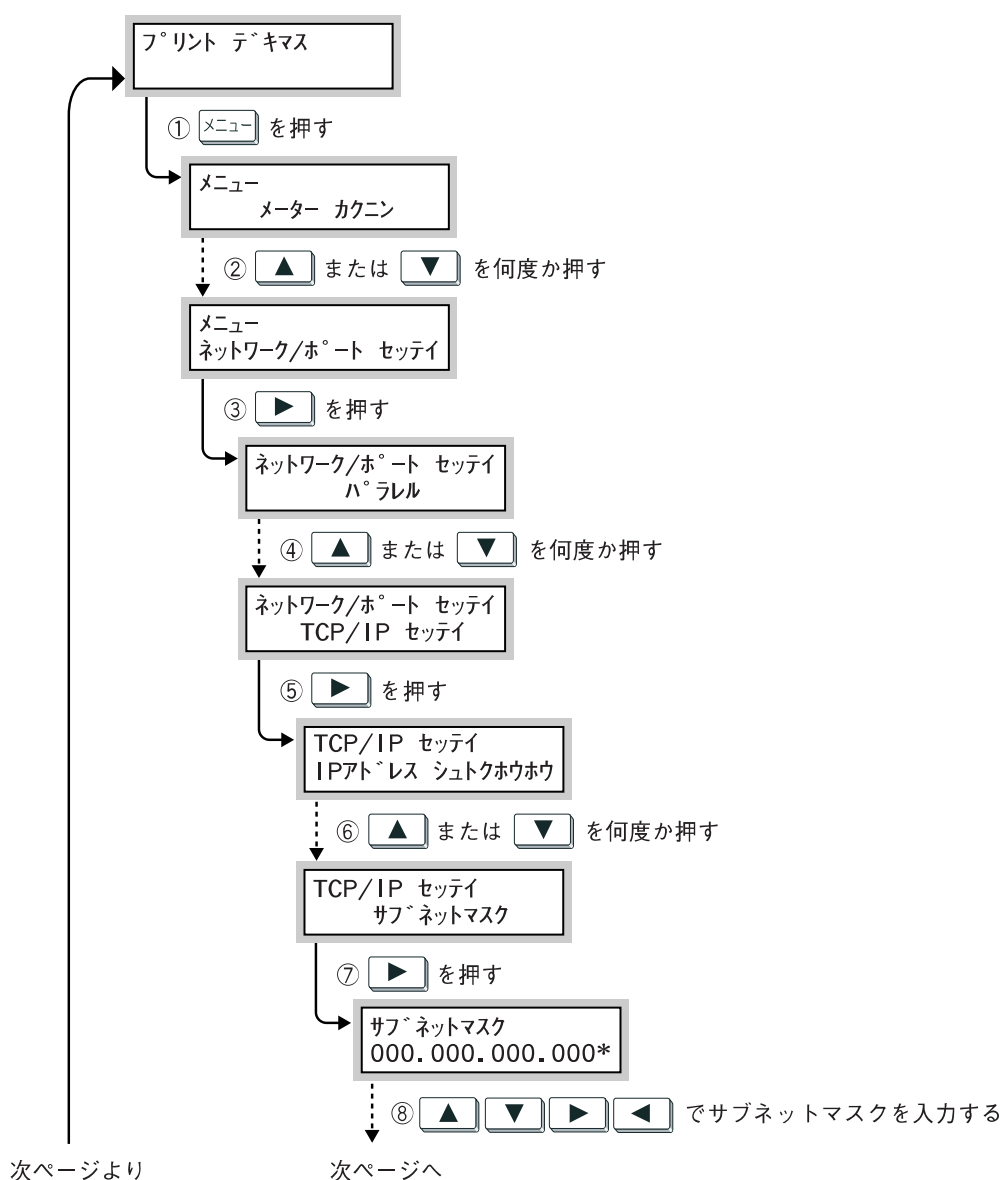 プリント デキマス
① メニュー を押す
メニュー
メーター カクニン
② ▲ または ▼ を何度か押す
メニュー
ネットワーク/ポート セッテイ
③ ▶ を押す
ネットワーク/ポート セッテイ
パラレル
④ ▲ または ▼ を何度か押す
ネットワーク/ポート セッテイ
TCP/IP セッテイ
⑤ ▶ を押す
TCP/IP セッテイ
IPアドレス シュトクホウホウ
⑥ ▲ または ▼ を何度か押す
TCP/IP セッテイ
サブネットマスク
⑦ ▶ を押す
サブネットマスク
000.000.000.000*
⑧ ▲ ▼ ▶ ◀ でサブネットマスクを入力する
次ページより
次ページへ